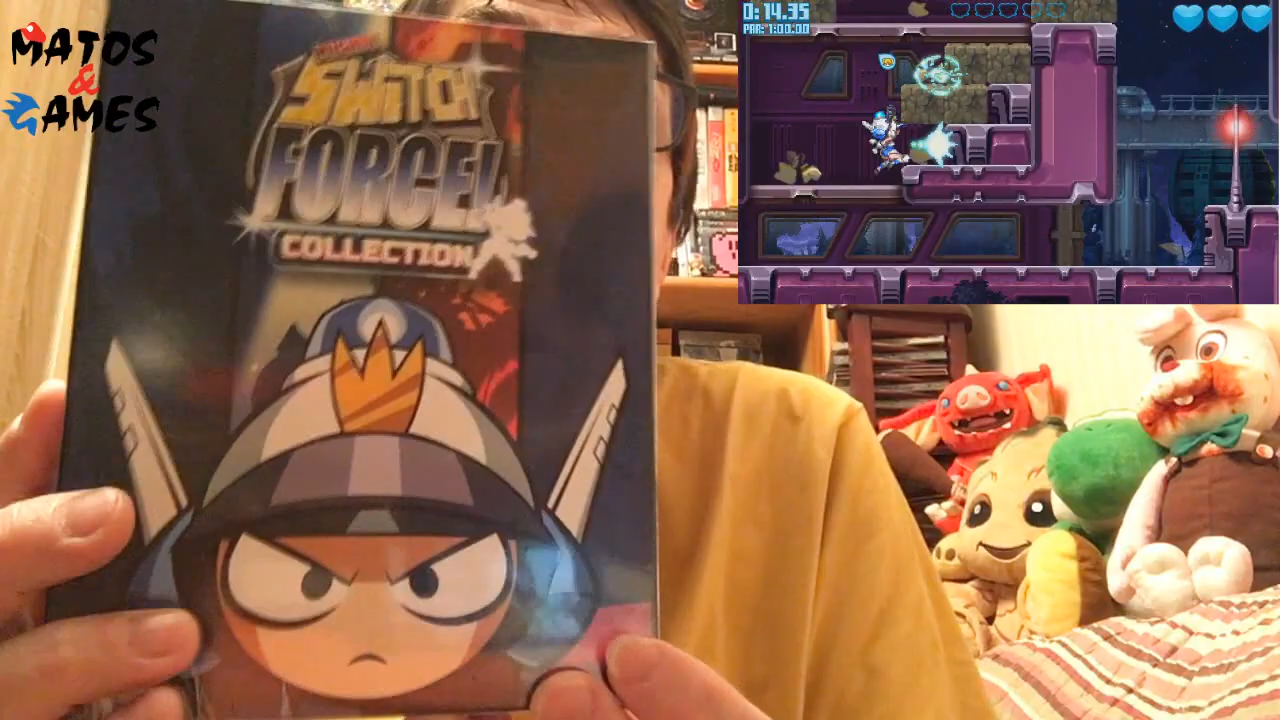 MATOS
&
GAMES
SWITCH
FORCE!
COLLECTION
0: 14.35
PAR: 1:00.00